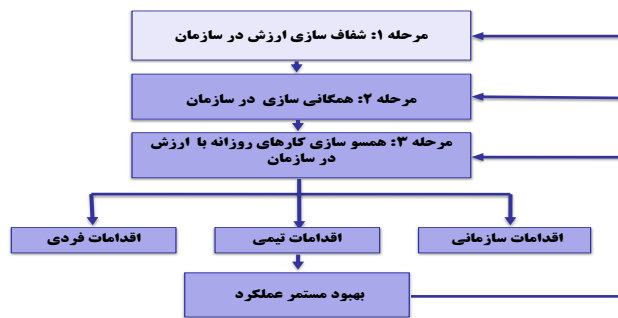 مرحله ۱: شفاف سازی ارزش در سازمان
مرحله ۲: همگانی سازی در سازمان
مرحله ۳: همسو سازی کارهای روزانه با ارزش
در سازمان
اقدامات سازمانی
اقدامات تیمی
اقدامات فردی
بهبود مستمر عملکرد